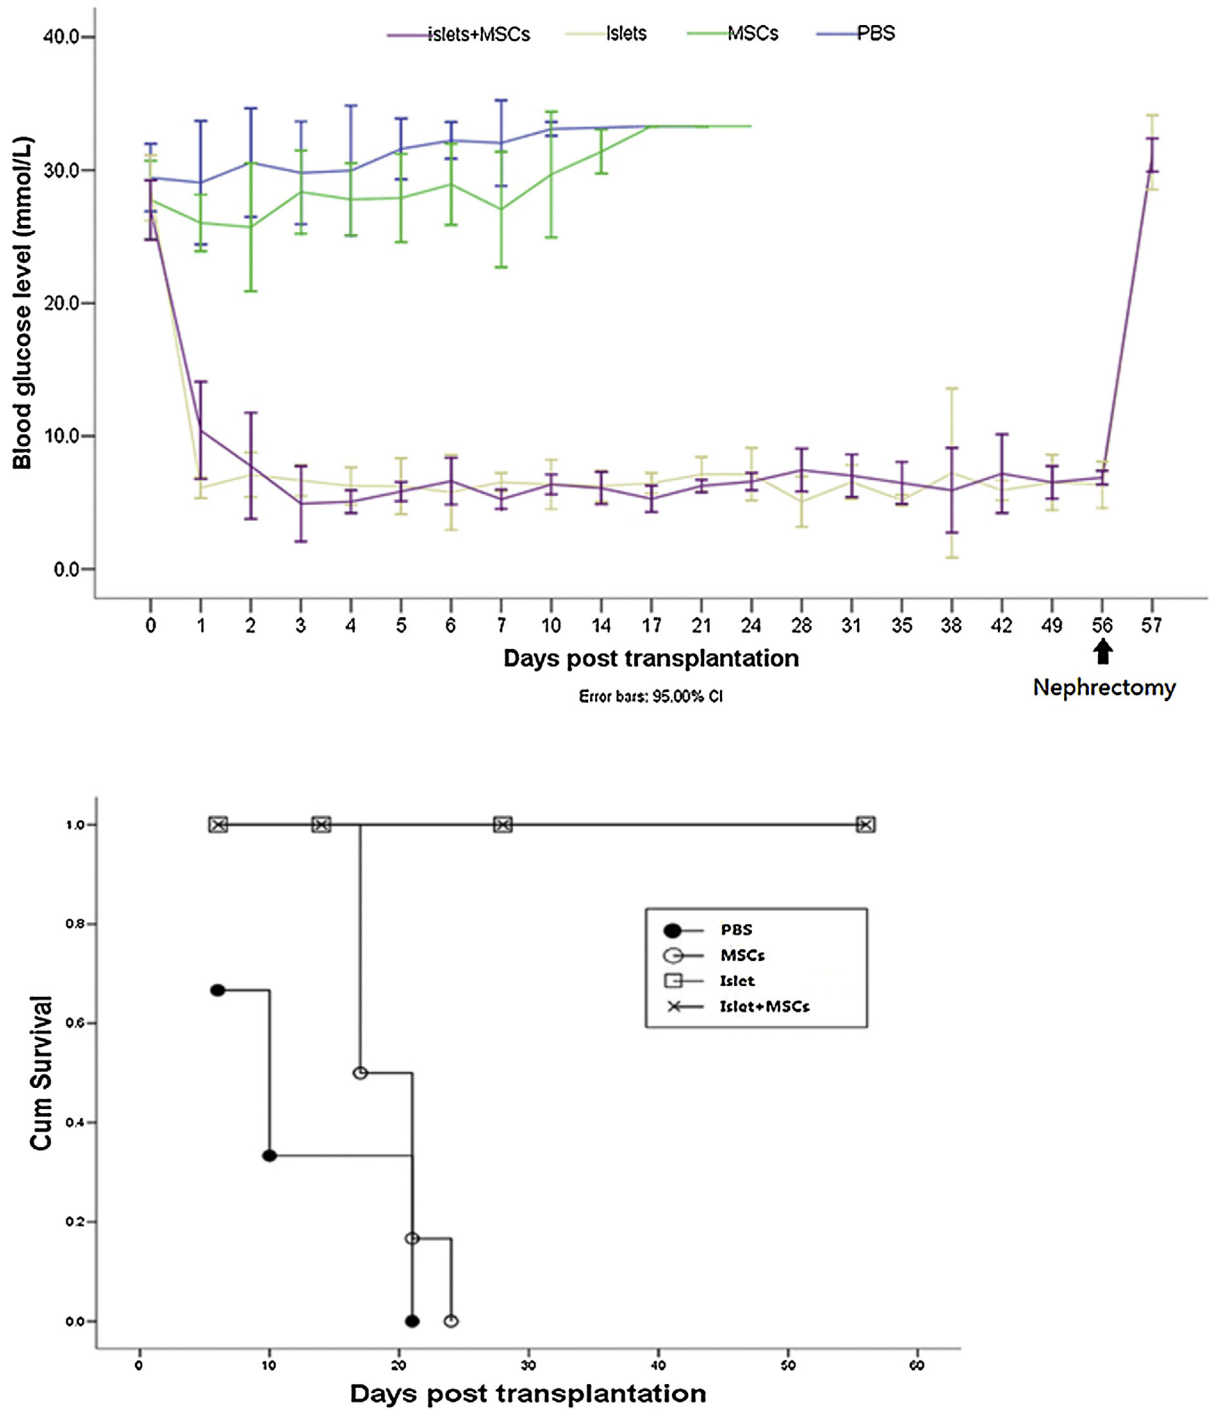 islets+MSCs Islets MSCs PBS
40.0
30.0
20.0
10.0
0.0
Blood glucose level (mmol/L)
0 1 2 3 4 5 6 7 10 14 17 21 24 28 31 35 38 42 49 56 57
Days post transplantation
Error bars: 95.00% CI
Nephrectomy
1.0
0.8
0.6
0.4
0.2
0.0
Cum Survival
PBS
MSCs
Islet
Islet+MSCs
0 10 20 30 40 50 60
Days post transplantation